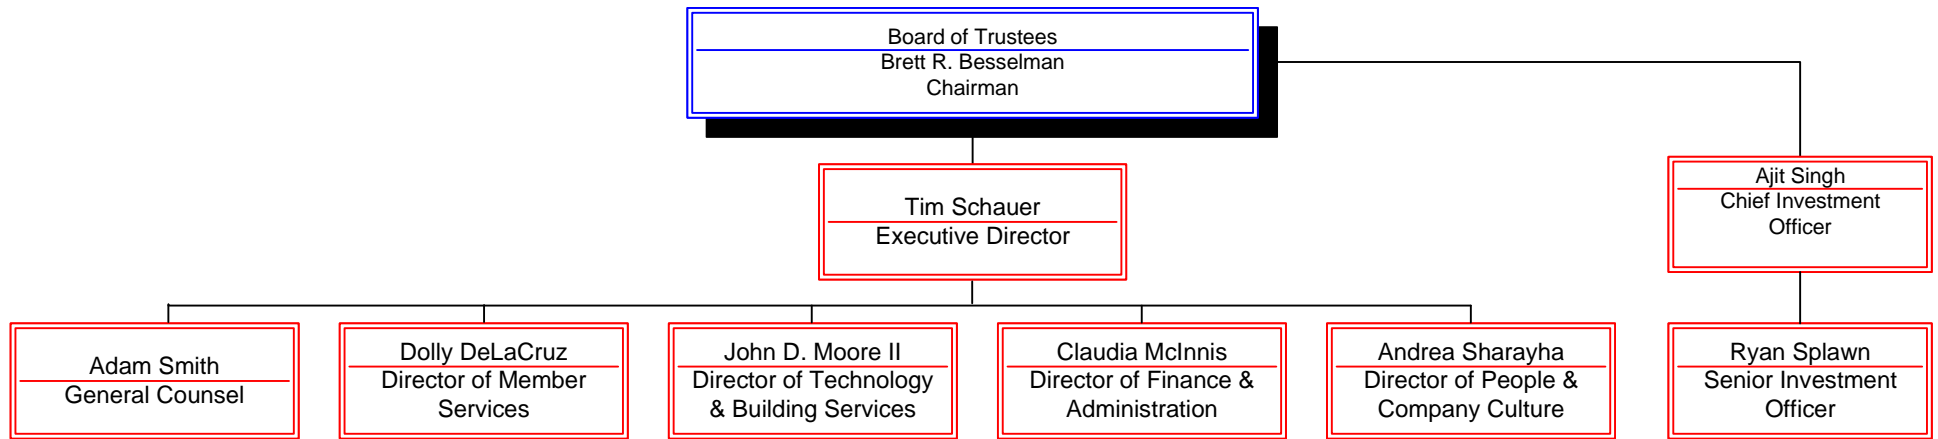 Board of Trustees
Brett R. Besselman
Chairman
Tim Schauer
Executive Director
Ajit Singh
Chief Investment
Officer
Adam Smith
General Counsel
Dolly DeLaCruz
Director of Member
Services
John D. Moore II
Director of Technology
& Building Services
Claudia McInnis
Director of Finance &
Administration
Andrea Sharayha
Director of People &
Company Culture
Ryan Splawn
Senior Investment
Officer